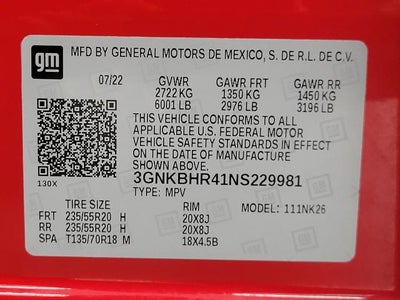 gm MFD BY GENERAL MOTORS DE MEXICO, S. DE R.L. DE C.V.
07/22 GVWR GAWR FRT GAWR RR
2722 KG 1350 KG 1450 KG
6001 LB 2976 LB 3196 LB
THIS VEHICLE CONFORMS TO ALL
APPLICABLE U.S. FEDERAL MOTOR
VEHICLE SAFETY STANDARDS IN EFFECT
ON THE DATE OF MANUFACTURE
SHOWN ABOVE.
130X 3GNKBHR41NS229981
TYPE: MPV
TIRE SIZE RIM MODEL: 111NK26
FRT 235/55R20 H 20X8J
RR 235/55R20 H 20X8J
SPA T135/70R18 M 18X4.5B